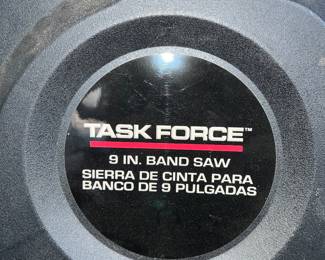 TASK FORCE™
9 IN. BAND SAW
SIERRA DE CINTA PARA
BANCO DE 9 PULGADAS